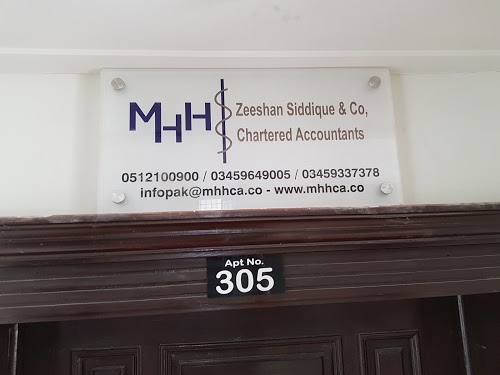 MHH
Zeeshan Siddique & Co,
Chartered Accountants
0512100900 / 03459649005 / 03459337378
infopak@mhhca.co - www.mhhca.co
Apt No.
305